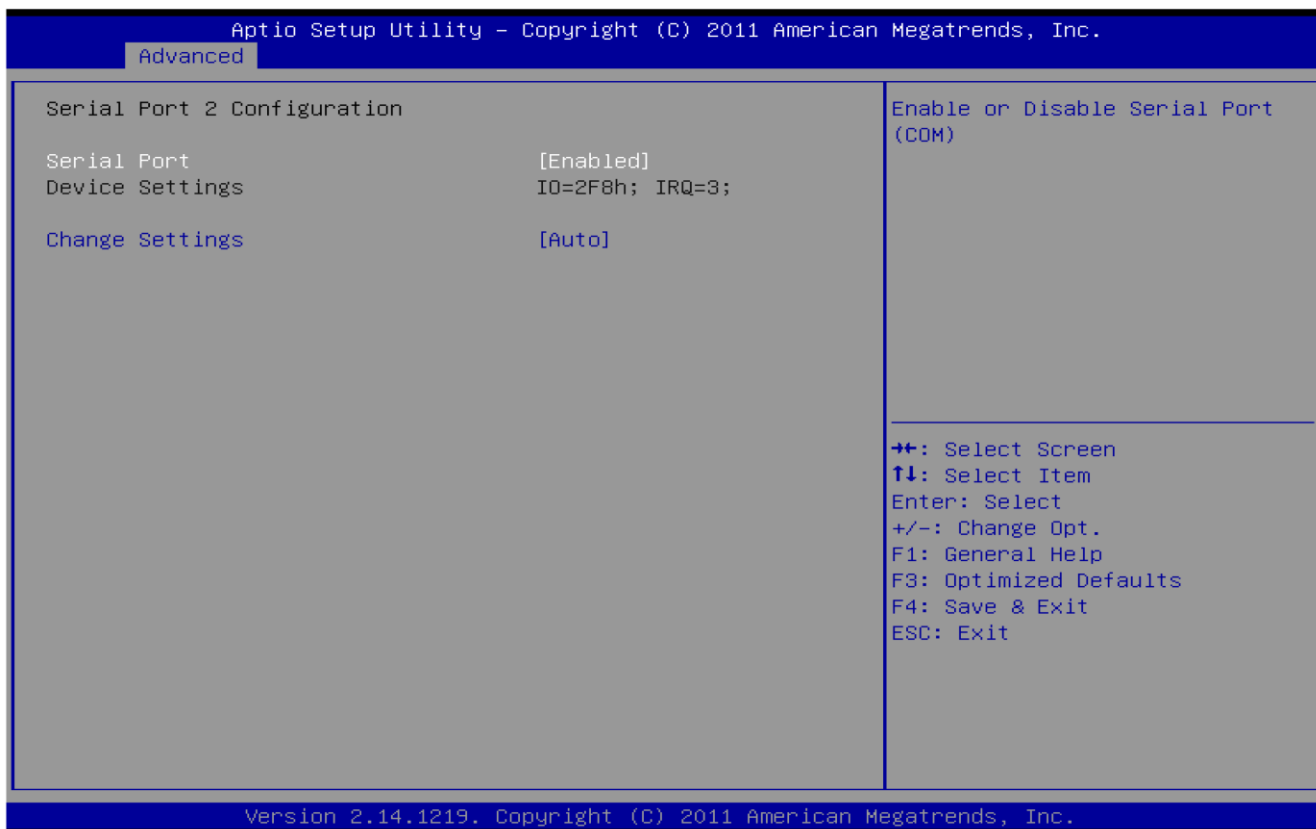 Aptio Setup Utility – Copyright (C) 2011 American Megatrends, Inc.
Advanced
Serial Port 2 Configuration
Serial Port [Enabled]
Device Settings IO=2F8h; IRQ=3;
Change Settings [Auto]
Enable or Disable Serial Port
(COM)
→←: Select Screen
↑↓: Select Item
Enter: Select
+/-: Change Opt.
F1: General Help
F3: Optimized Defaults
F4: Save & Exit
ESC: Exit
Version 2.14.1219. Copyright (C) 2011 American Megatrends, Inc.